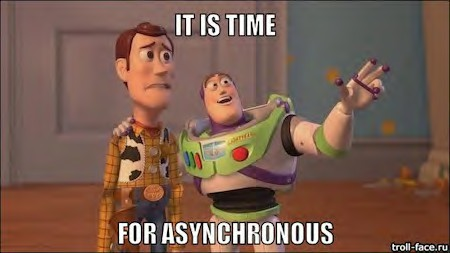 IT IS TIME
FOR ASYNCHRONOUS
troll-face.ru